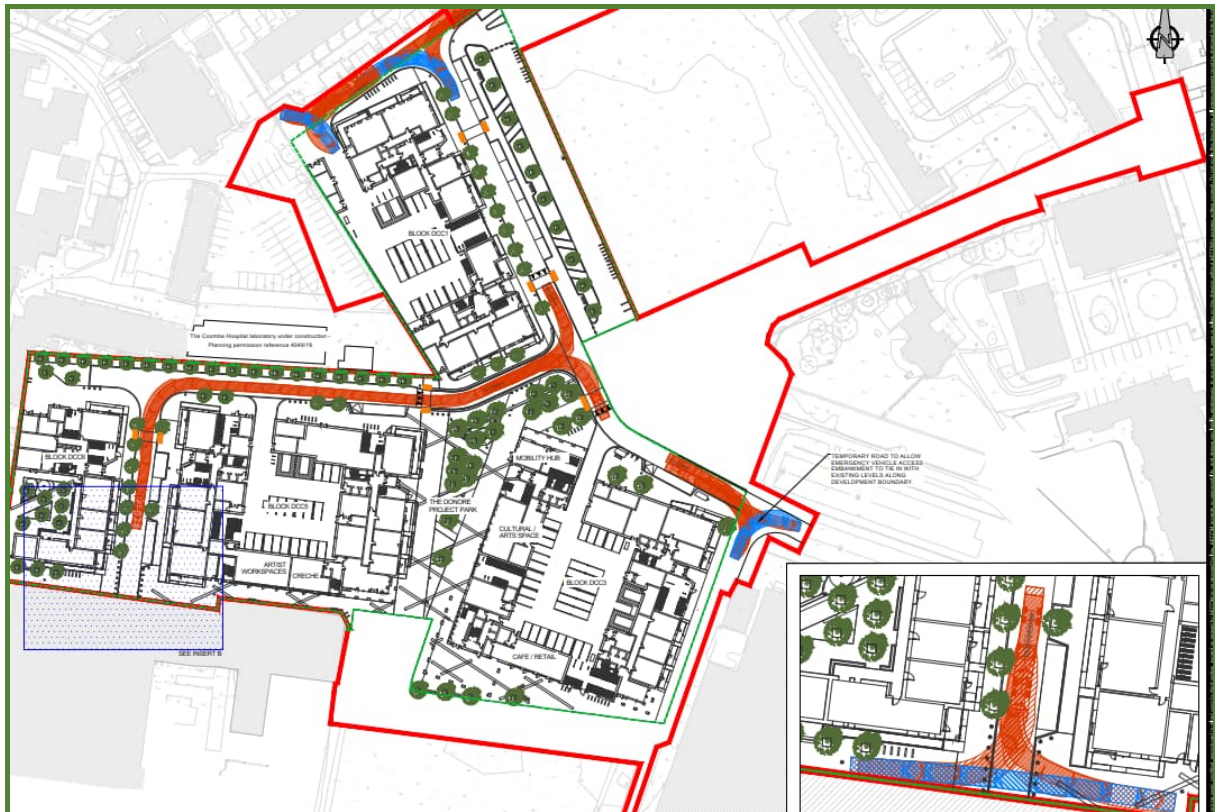 N
BLOCK DCC1
The Coombe Hospital laboratory under construction -
Planning permission reference 4048/19
BLOCK DCC6
MOBILITY HUB
TEMPORARY ROAD TO ALLOW
EMERGENCY VEHICLE ACCESS
EMBANKMENT TO TIE IN WITH
EXISTING LEVELS ALONG
DEVELOPMENT BOUNDARY
THE DONORE
PROJECT PARK
BLOCK DCC5
CULTURAL /
ARTS SPACE
ARTIST
WORKSPACES
CRECHE
BLOCK DCC3
CAFE / RETAIL
SEE INSERT B